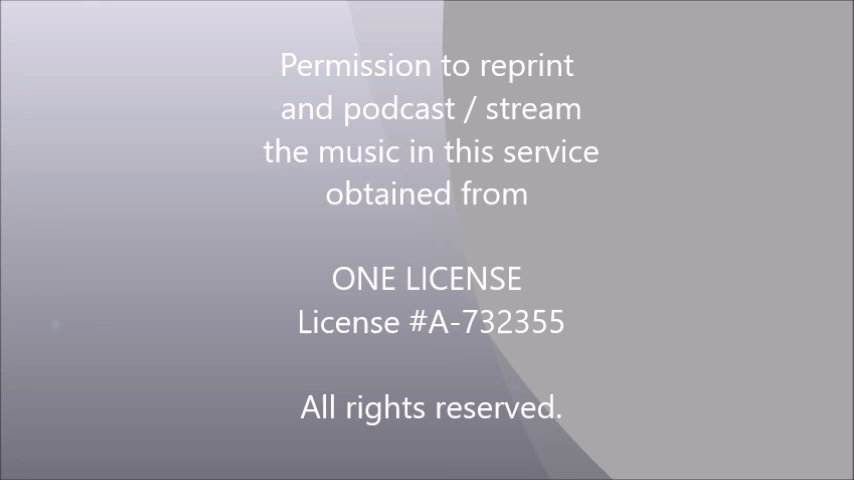 Permission to reprint
and podcast / stream
the music in this service
obtained from
ONE LICENSE
License #A-732355
All rights reserved.